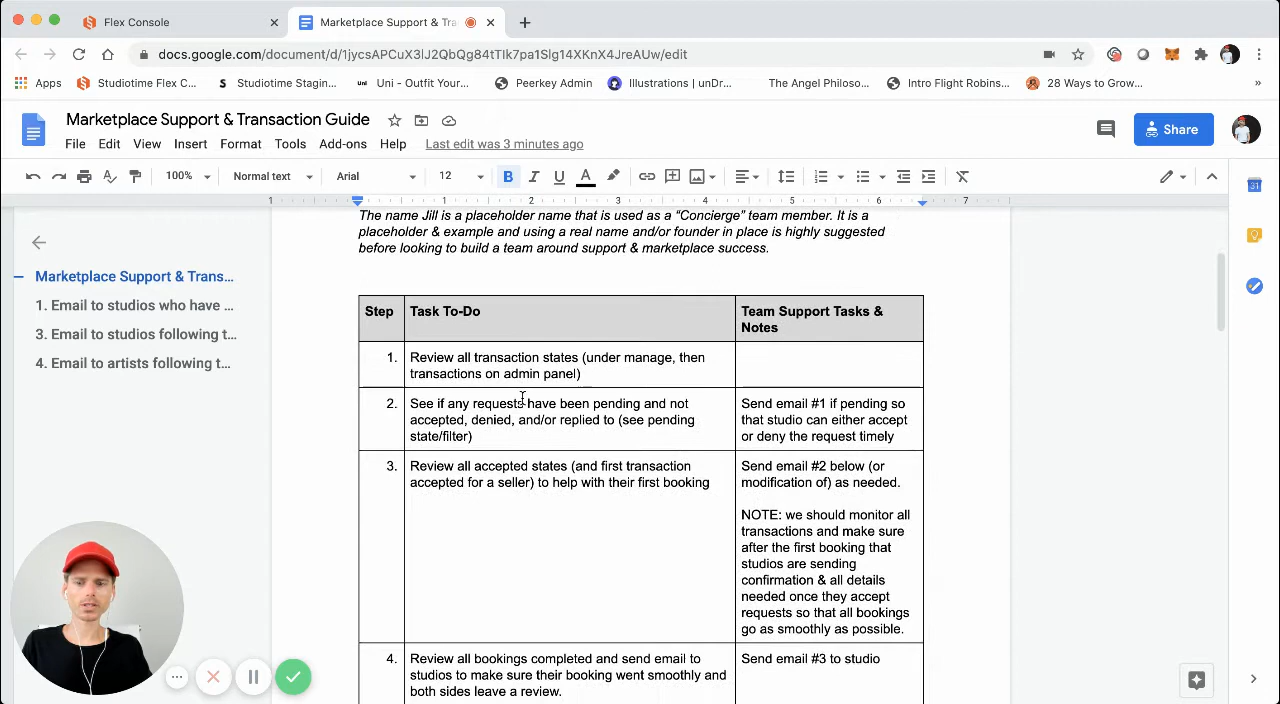 Flex Console
Marketplace Support & Tra
docs.google.com/document/d/1jycsAPCuX3lJ2QbQg84tTlk7pa1Slg14XKnX4JreAUw/edit
Apps
Studiotime Flex C...
S
Studiotime Stagin...
uni
Uni - Outfit Your...
Peerkey Admin
Illustrations | unDr...
The Angel Philoso...
Intro Flight Robins...
28 Ways to Grow...
»
Marketplace Support & Transaction Guide
Share
File Edit View Insert Format Tools Add-ons Help Last edit was 3 minutes ago
100% Normal text Arial 12 B I U A
1 1 2 3 4 5 6 7
Marketplace Support & Trans...
1. Email to studios who have ...
3. Email to studios following t...
4. Email to artists following t...
The name Jill is a placeholder name that is used as a “Concierge” team member. It is a
placeholder & example and using a real name and/or founder in place is highly suggested
before looking to build a team around support & marketplace success.
Step
Task To-Do
Team Support Tasks &
Notes
1.
Review all transaction states (under manage, then
transactions on admin panel)
2.
See if any requests have been pending and not
accepted, denied, and/or replied to (see pending
state/filter)
Send email #1 if pending so
that studio can either accept
or deny the request timely
3.
Review all accepted states (and first transaction
accepted for a seller) to help with their first booking
Send email #2 below (or
modification of) as needed.
NOTE: we should monitor all
transactions and make sure
after the first booking that
studios are sending
confirmation & all details
needed once they accept
requests so that all bookings
go as smoothly as possible.
4.
Review all bookings completed and send email to
studios to make sure their booking went smoothly and
both sides leave a review.
Send email #3 to studio
31